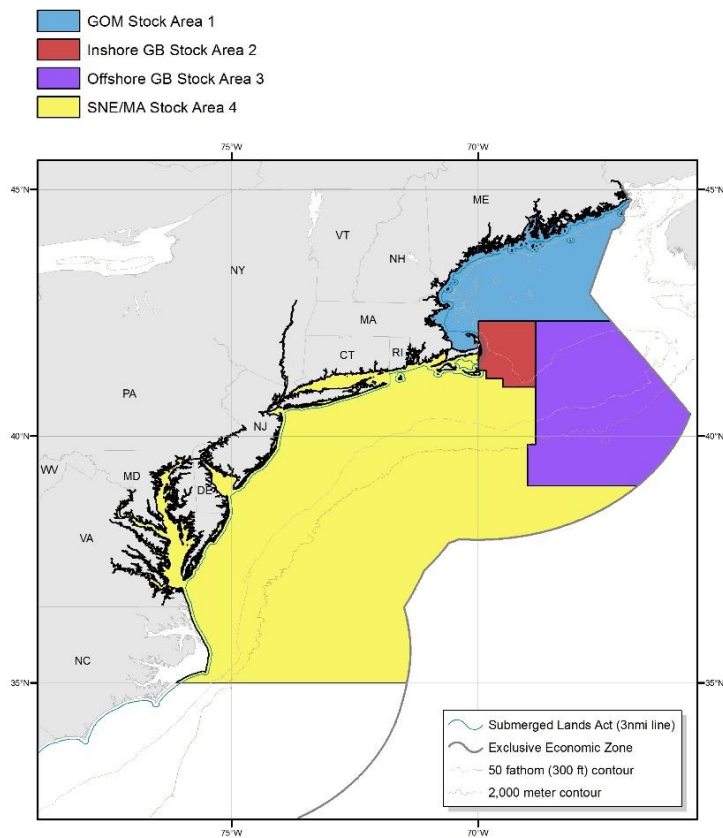 GOM Stock Area 1
Inshore GB Stock Area 2
Offshore GB Stock Area 3
SNE/MA Stock Area 4
75°W 70°W
45°N 45°N
ME
VT
NH
NY
MA
CT RI
PA
40°N 40°N
NJ
WV
MD
DE
VA
NC
35°N 35°N
Submerged Lands Act (3nmi line)
Exclusive Economic Zone
50 fathom (300 ft) contour
2,000 meter contour
75°W 70°W